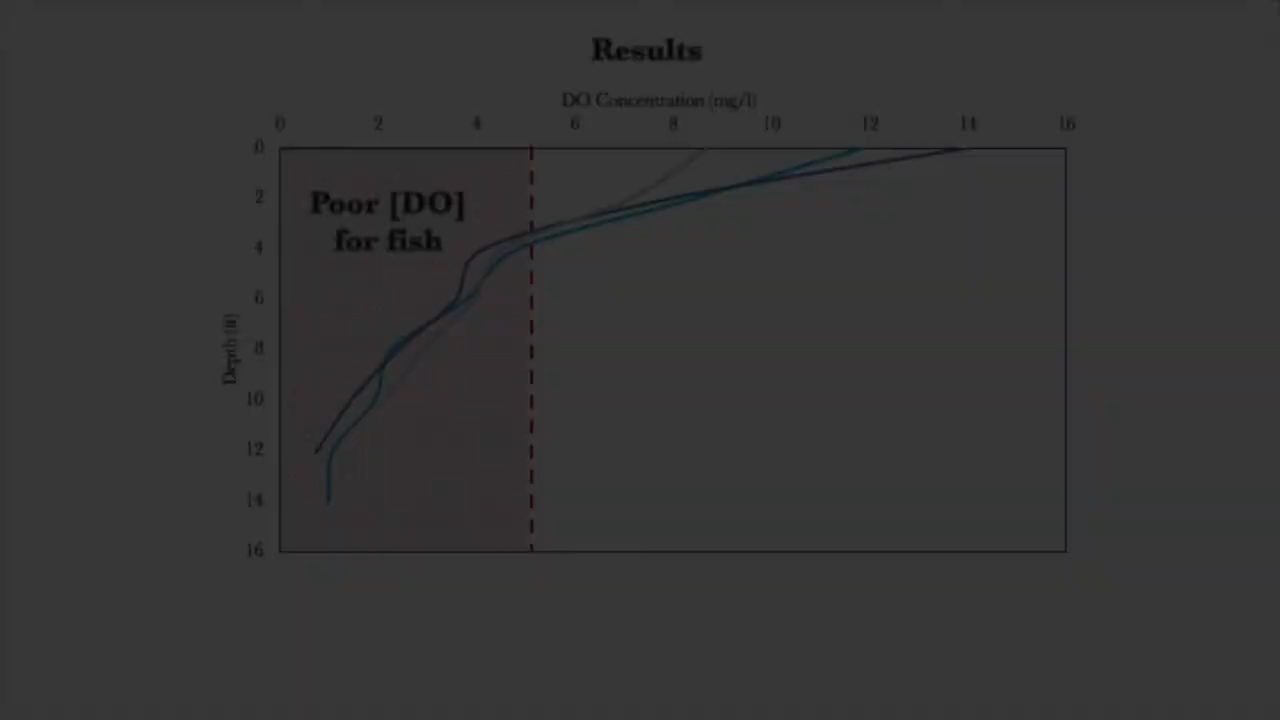 Results
DO Concentration (mg/l)
0 2 4 6 8 10 12 14 16
0
Poor [DO]
for fish
2
4
6
8
10
12
14
16
Depth (ft)